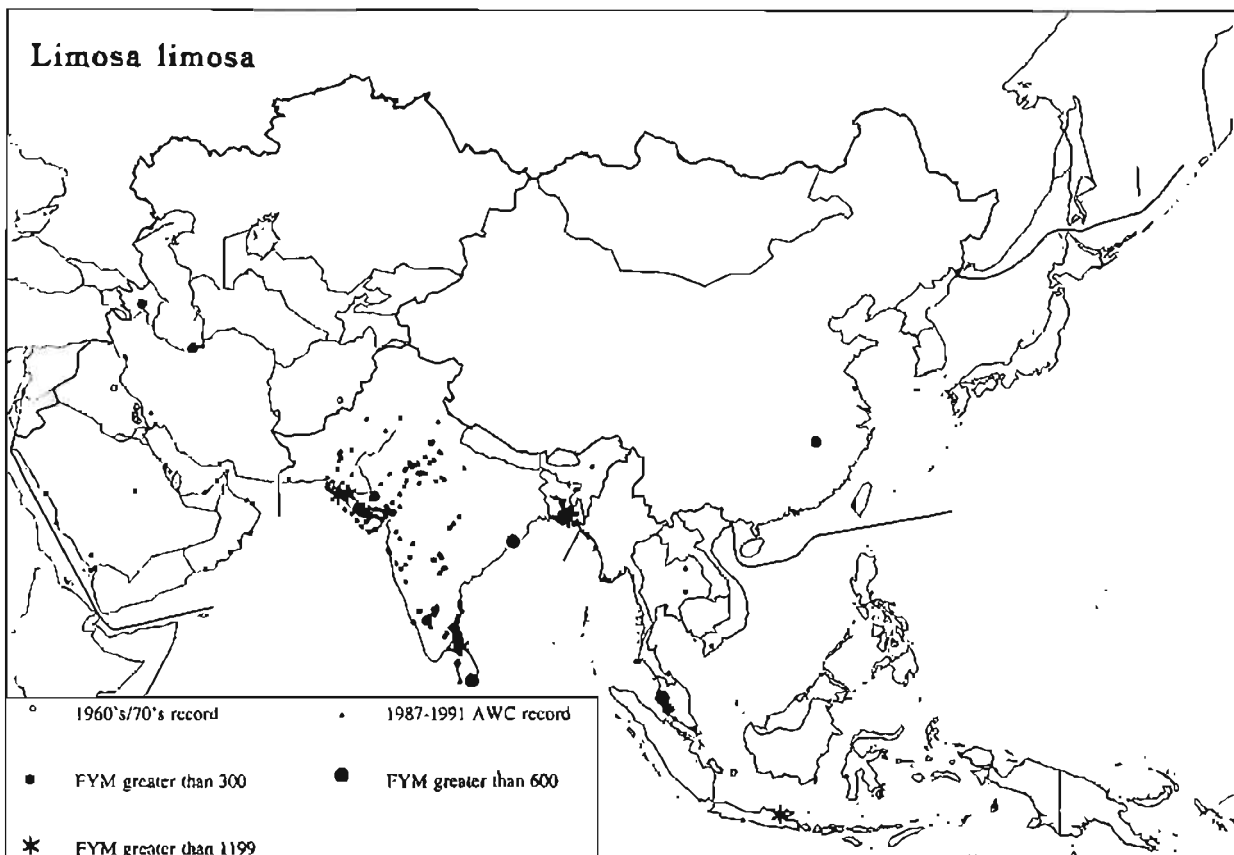 Limosa limosa
1960's/70's record
1987-1991 AWC record
FYM greater than 300
FYM greater than 600
FYM greater than 1199